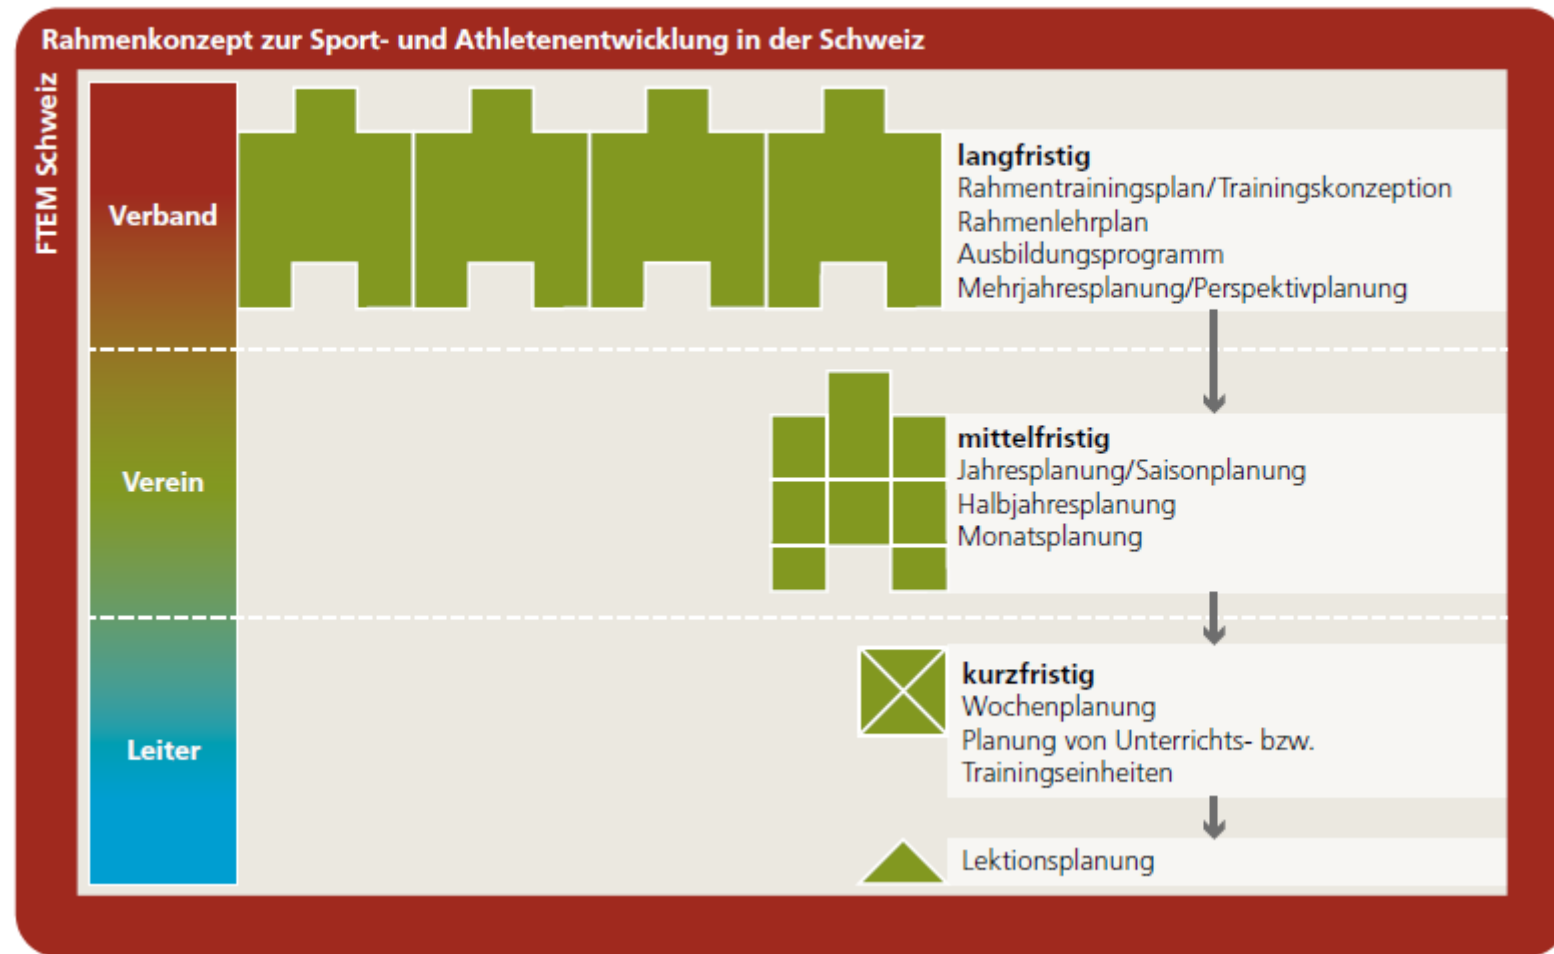 Rahmenkonzept zur Sport- und Athletenentwicklung in der Schweiz
FTEM Schweiz
Verband
langfristig
Rahmentrainingsplan/Trainingskonzeption
Rahmenlehrplan
Ausbildungsprogramm
Mehrjahresplanung/Perspektivplanung
Verein
mittelfristig
Jahresplanung/Saisonplanung
Halbjahresplanung
Monatsplanung
Leiter
kurzfristig
Wochenplanung
Planung von Unterrichts- bzw.
Trainingseinheiten
Lektionsplanung